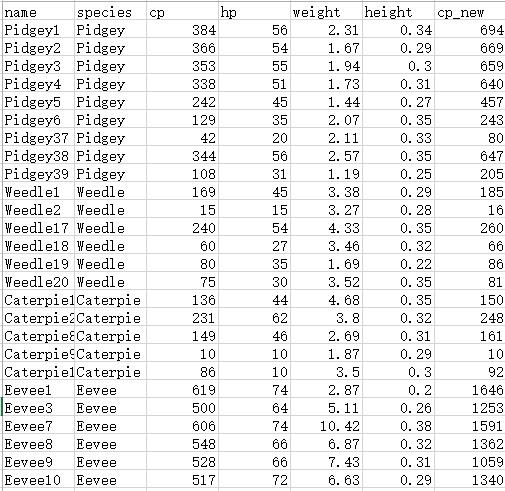 name species cp hp weight height cp_new
Pidgey1 Pidgey 384 56 2.31 0.34 694
Pidgey2 Pidgey 366 54 1.67 0.29 669
Pidgey3 Pidgey 353 55 1.94 0.3 659
Pidgey4 Pidgey 338 51 1.73 0.31 640
Pidgey5 Pidgey 242 45 1.44 0.27 457
Pidgey6 Pidgey 129 35 2.07 0.35 243
Pidgey37 Pidgey 42 20 2.11 0.33 80
Pidgey38 Pidgey 344 56 2.57 0.35 647
Pidgey39 Pidgey 108 31 1.19 0.25 205
Weedle1 Weedle 169 45 3.38 0.29 185
Weedle2 Weedle 15 15 3.27 0.28 16
Weedle17 Weedle 240 54 4.33 0.35 260
Weedle18 Weedle 60 27 3.46 0.32 66
Weedle19 Weedle 80 35 1.69 0.22 86
Weedle20 Weedle 75 30 3.52 0.35 81
Caterpie1 Caterpie 136 44 4.68 0.35 150
Caterpie2 Caterpie 231 62 3.8 0.32 248
Caterpie8 Caterpie 149 46 2.69 0.31 161
Caterpie9 Caterpie 10 10 1.87 0.29 10
Caterpie1 Caterpie 86 10 3.5 0.3 92
Eevee1 Eevee 619 74 2.87 0.2 1646
Eevee3 Eevee 500 64 5.11 0.26 1253
Eevee7 Eevee 606 74 10.42 0.38 1591
Eevee8 Eevee 548 66 6.87 0.32 1362
Eevee9 Eevee 528 66 7.43 0.31 1059
Eevee10 Eevee 517 72 6.63 0.29 1340